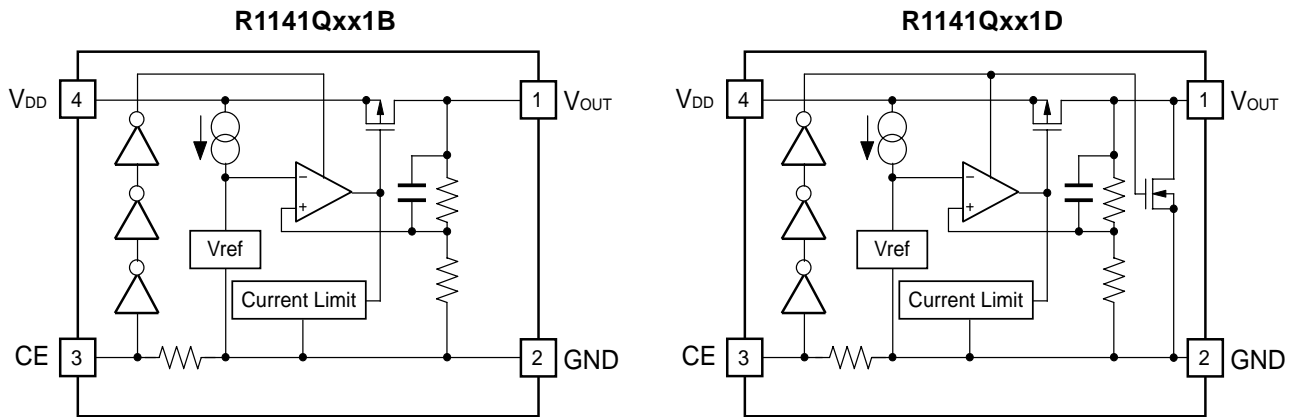 R1141Qxx1B
VDD
4
1
VOUT
−
+
Vref
Current Limit
CE
3
2
GND
R1141Qxx1D
VDD
4
1
VOUT
−
+
Vref
Current Limit
CE
3
2
GND